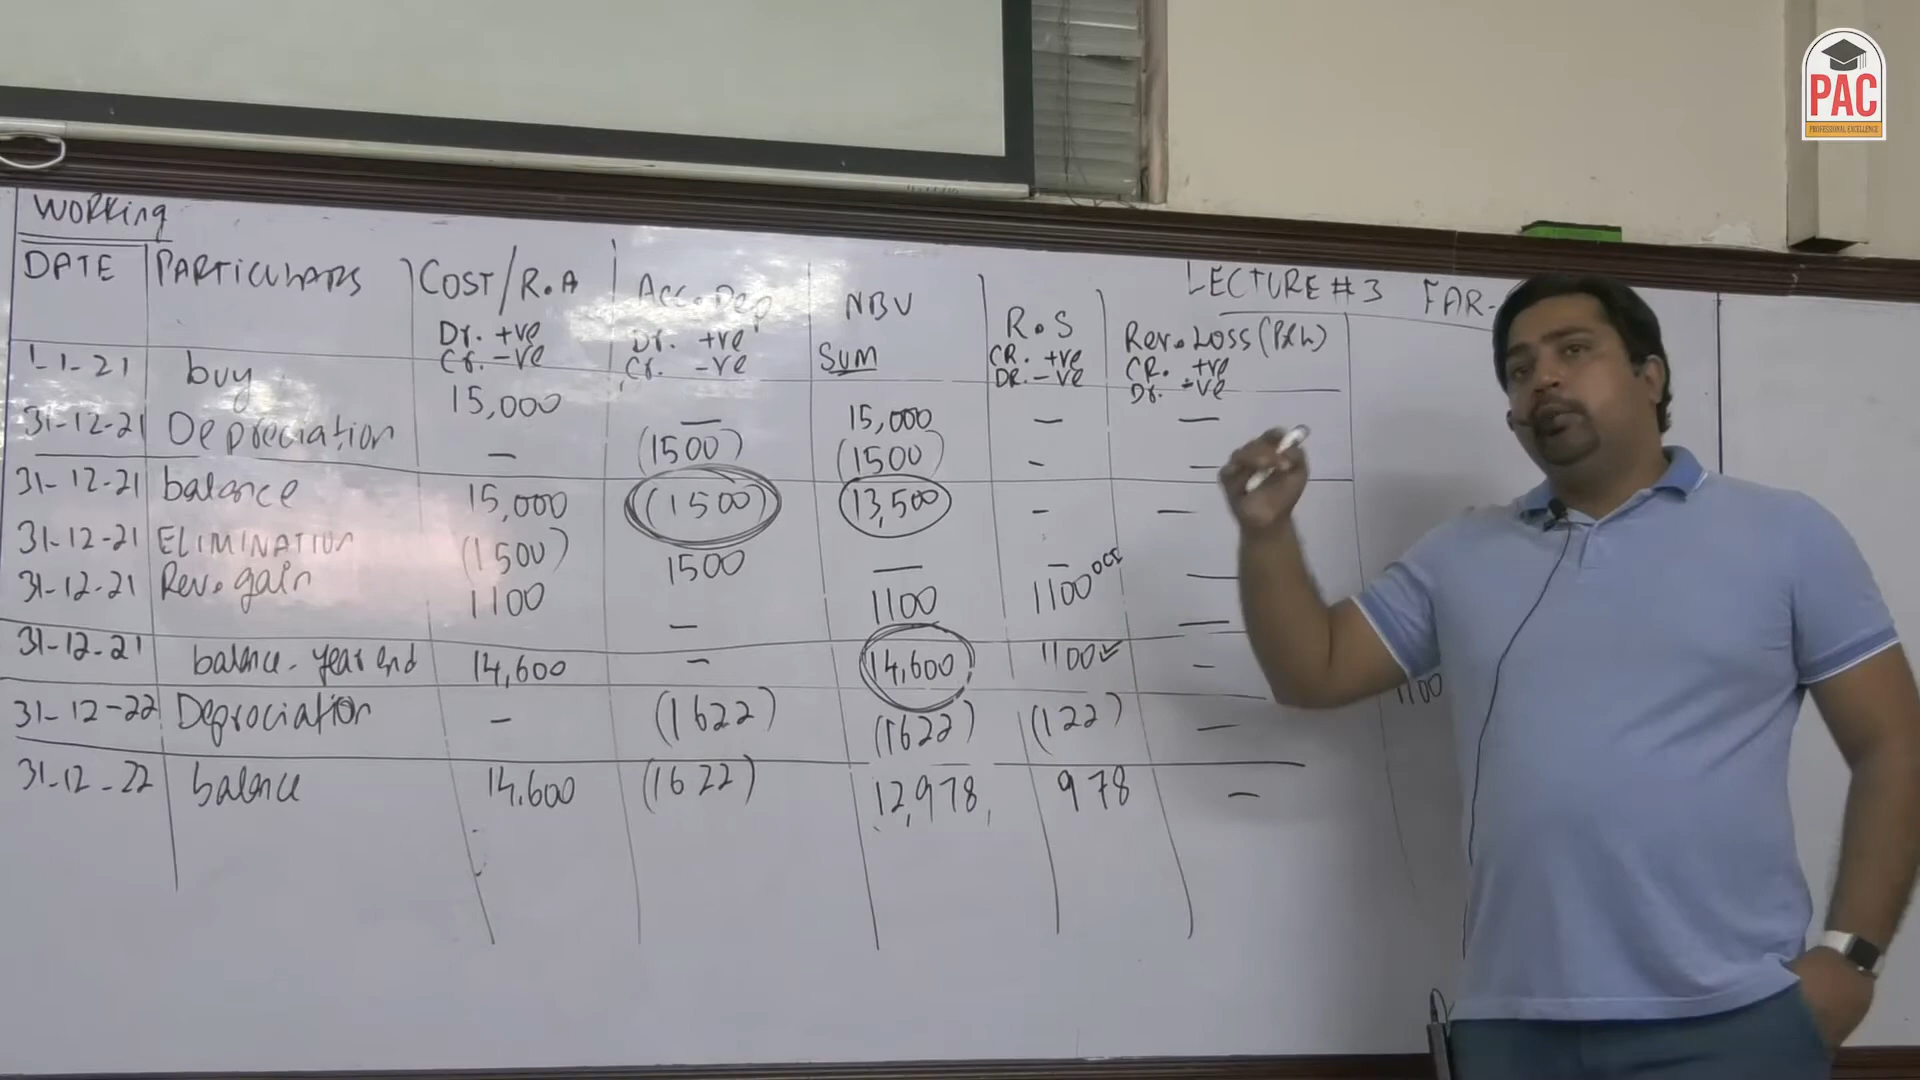 PAC
PROFESSIONAL EXCELLENCE
LECTURE # 3 FAR-
Working
DATE PARTICULARS COST/R.A Acc.Dep NBV R.S Rev.Loss (P&L)
Dr. +ve Dr. +ve Sum CR. +ve CR. +ve
Cr. -ve Cr. -ve DR. -ve Dr. -ve
1-1-21 buy 15,000 — 15,000 — —
31-12-21 Depreciation — (1500) (1500) - —
31-12-21 balance 15,000 (1500) 13,500 - —
31-12-21 ELIMINATION (1500) 1500 — — —
31-12-21 Rev.gain 1100 — 1100 1100 OCI —
31-12-21 balance-year end 14,600 - 14,600 1100 ✓ -
1100
31-12-22 Deprociation - (1622) (1622) (122) —
31-12-22 balance 14,600 (1622) 12,978 978 —